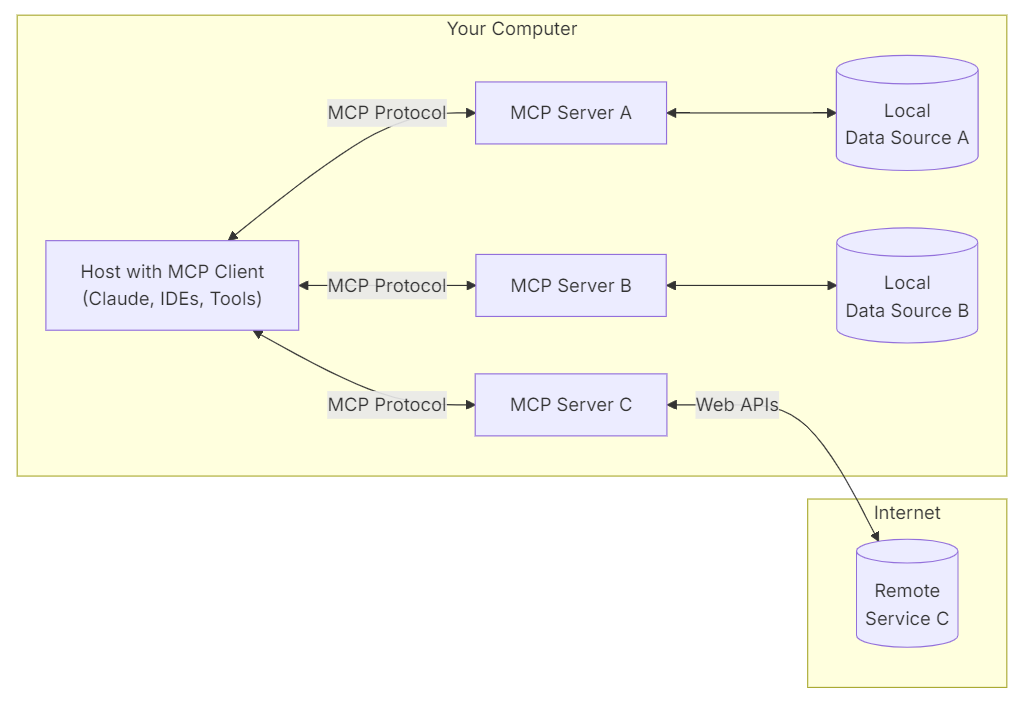 Your Computer
MCP Protocol
MCP Server A
Local
Data Source A
Host with MCP Client
(Claude, IDEs, Tools)
MCP Protocol
MCP Server B
Local
Data Source B
MCP Protocol
MCP Server C
Web APIs
Internet
Remote
Service C